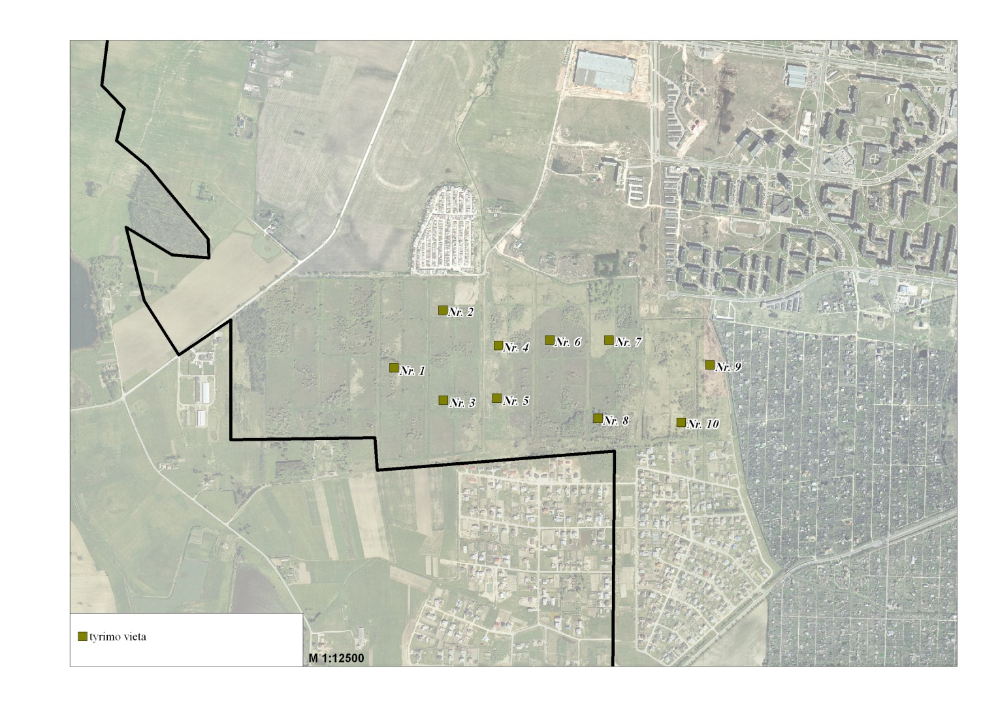 Nr. 2
Nr. 6
Nr. 7
Nr. 4
Nr. 9
Nr. 1
Nr. 3
Nr. 5
Nr. 8
Nr. 10
tyrimo vieta
M 1:12500